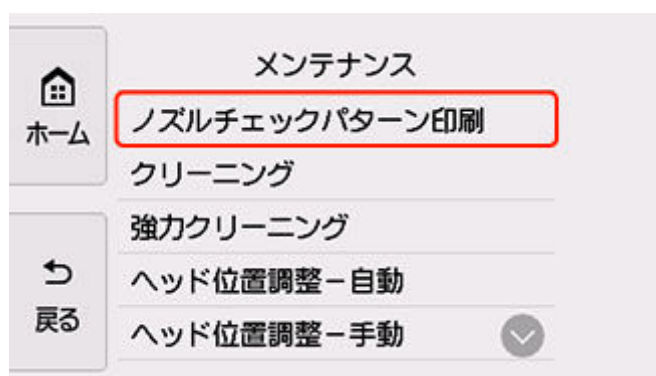 メンテナンス
ホーム
ノズルチェックパターン印刷
クリーニング
強力クリーニング
戻る
ヘッド位置調整－自動
ヘッド位置調整－手動